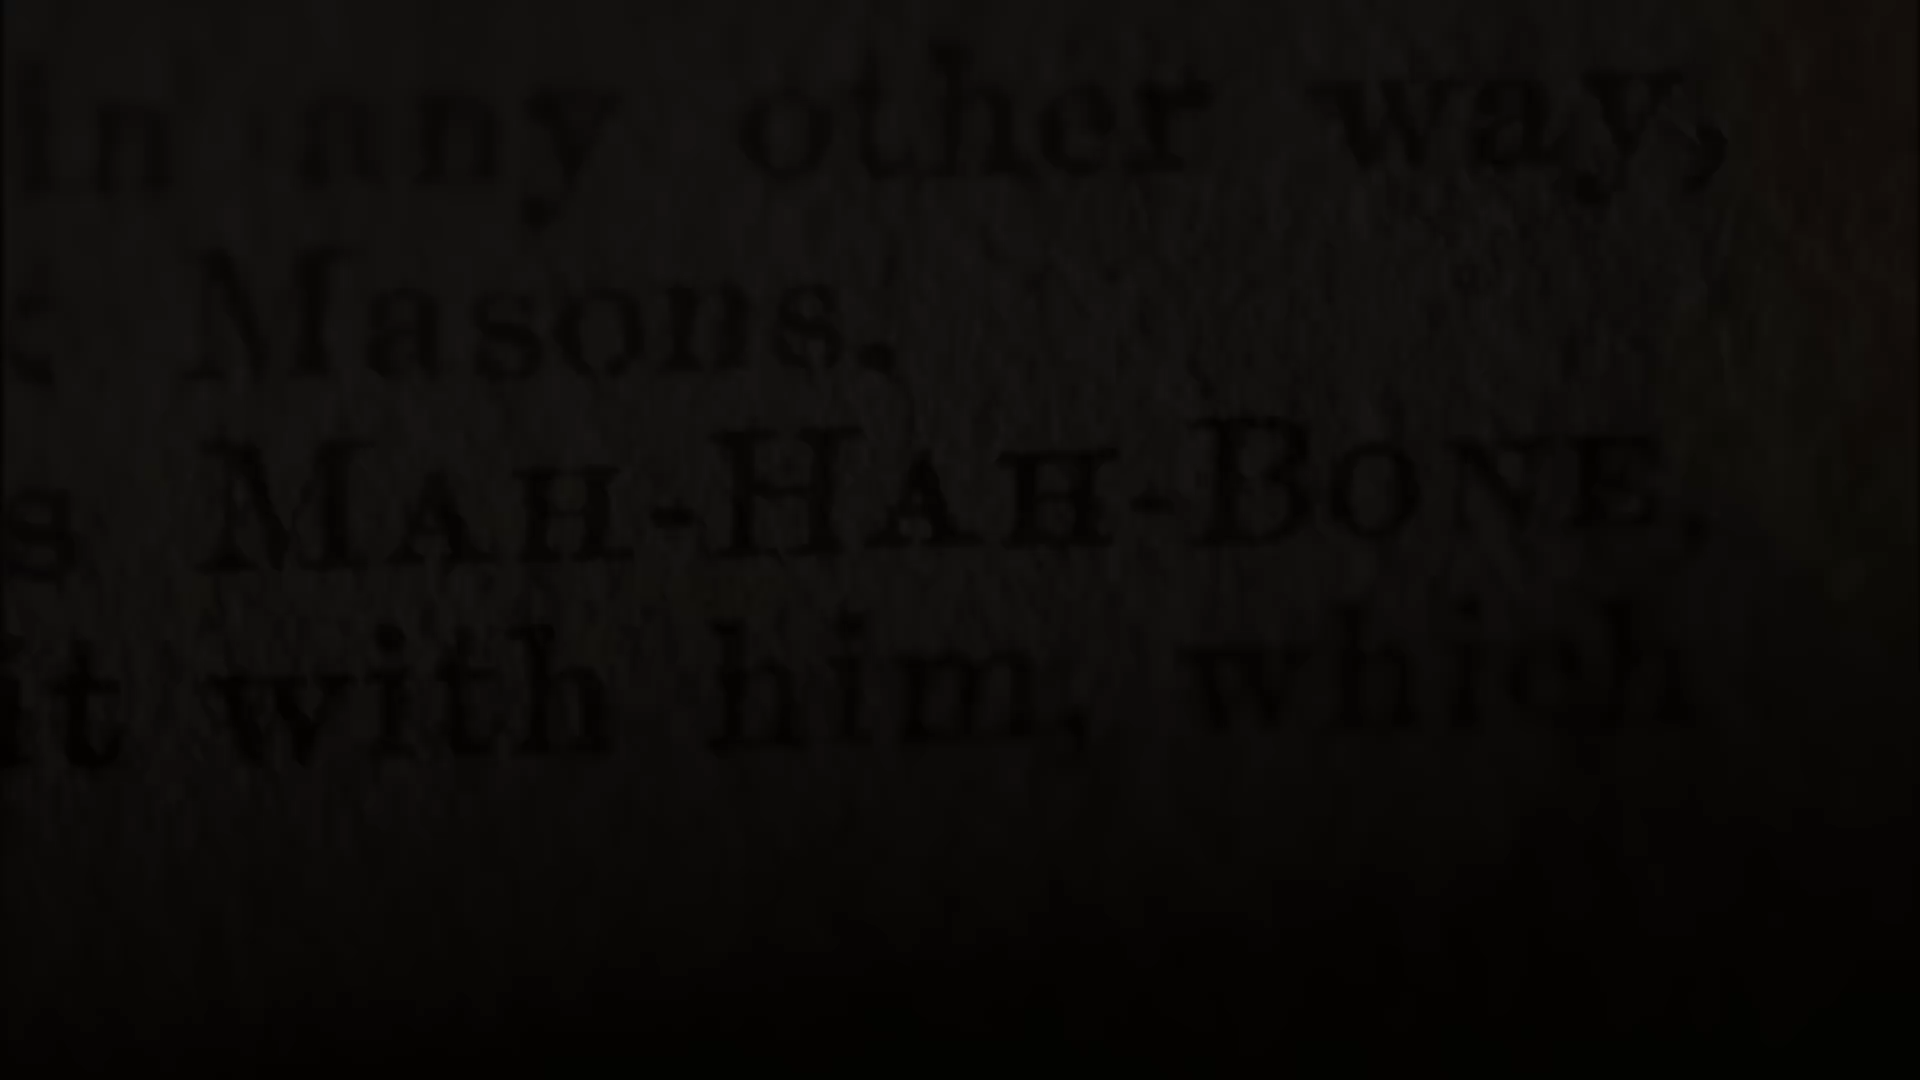 in any other way,
Masons.
s MAH-HAH-BONE.
it with him, which